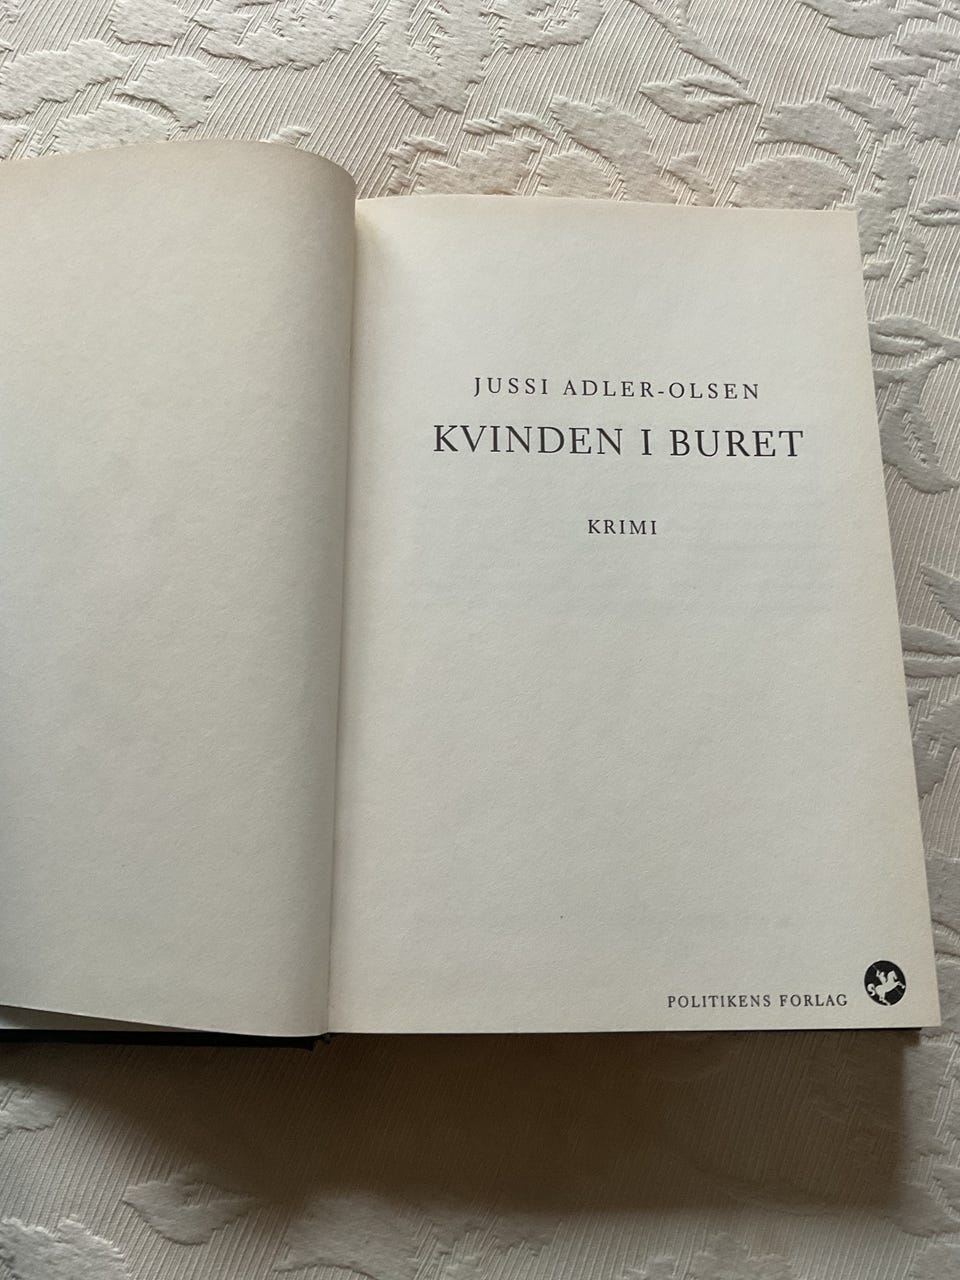 JUSSI ADLER-OLSEN
KVINDEN I BURET
KRIMI
POLITIKENS FORLAG